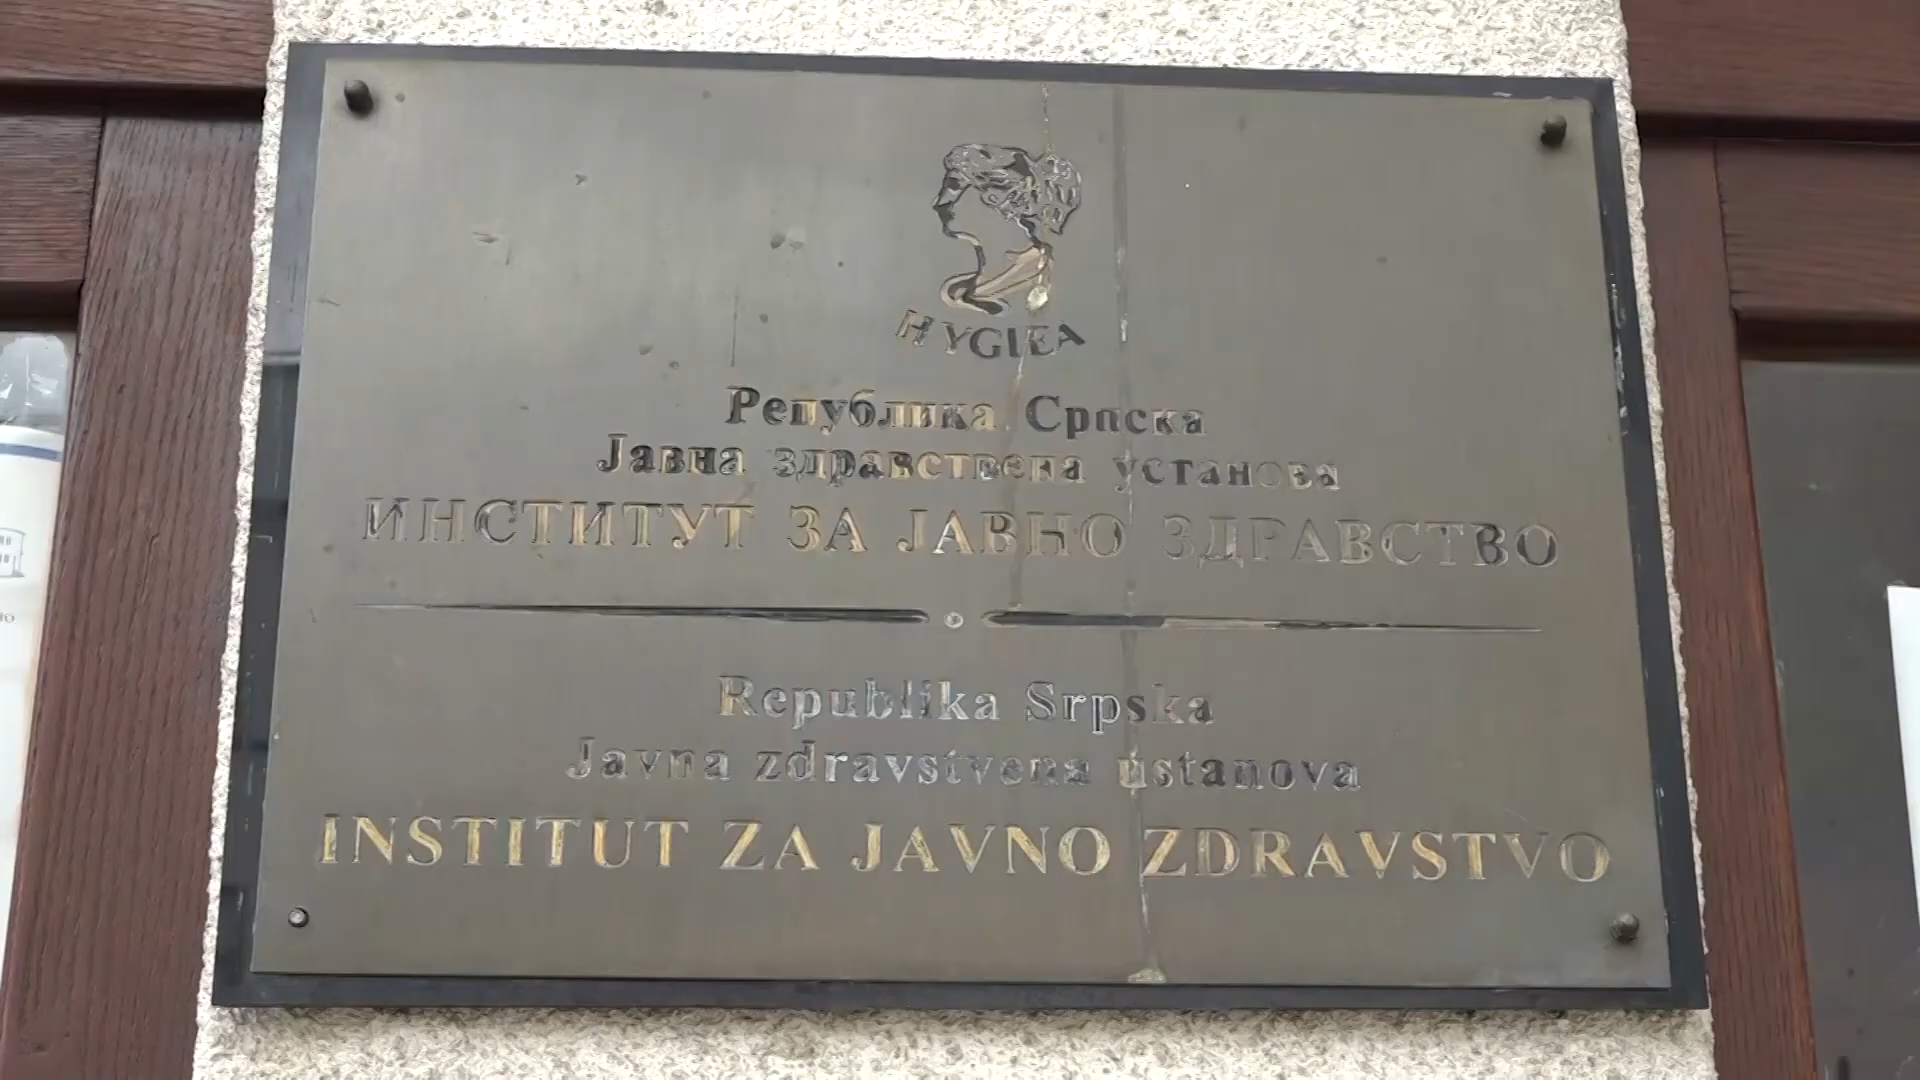 HYGIEA
Република Српска
Јавна здравствена установа
ИНСТИТУТ ЗА ЈАВНО ЗДРАВСТВО
Republika Srpska
Javna zdravstvena ustanova
INSTITUT ZA JAVNO ZDRAVSTVO